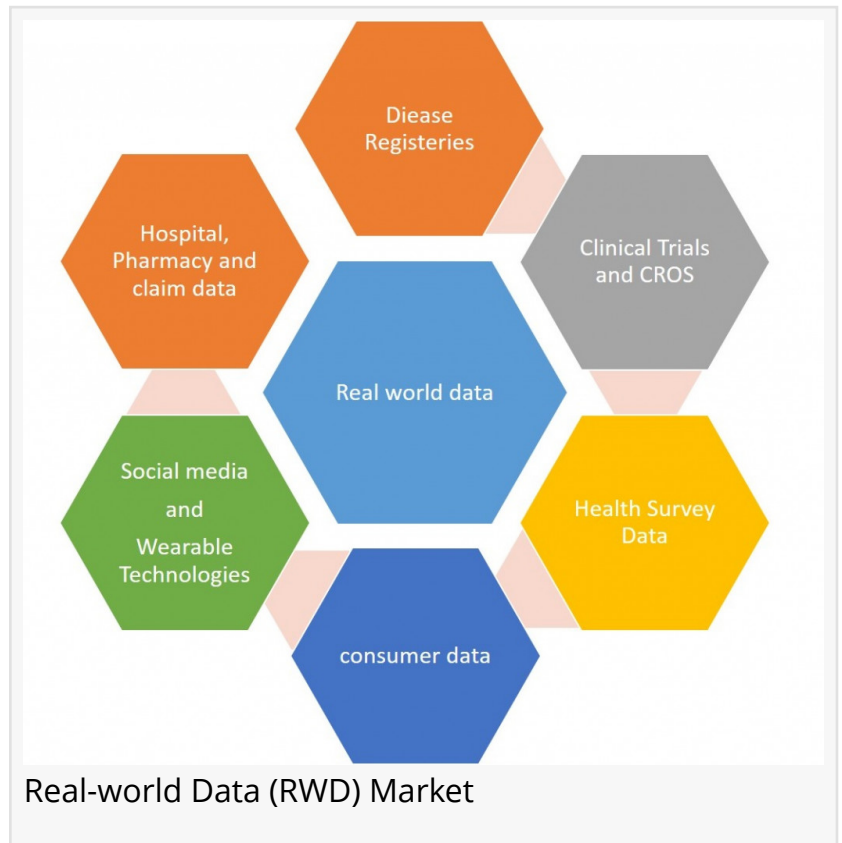 Diease
Registeries
Hospital,
Pharmacy and
claim data
Clinical Trials
and CROS
Real world data
Social media
and
Wearable
Technologies
Health Survey
Data
consumer data
Real-world Data (RWD) Market